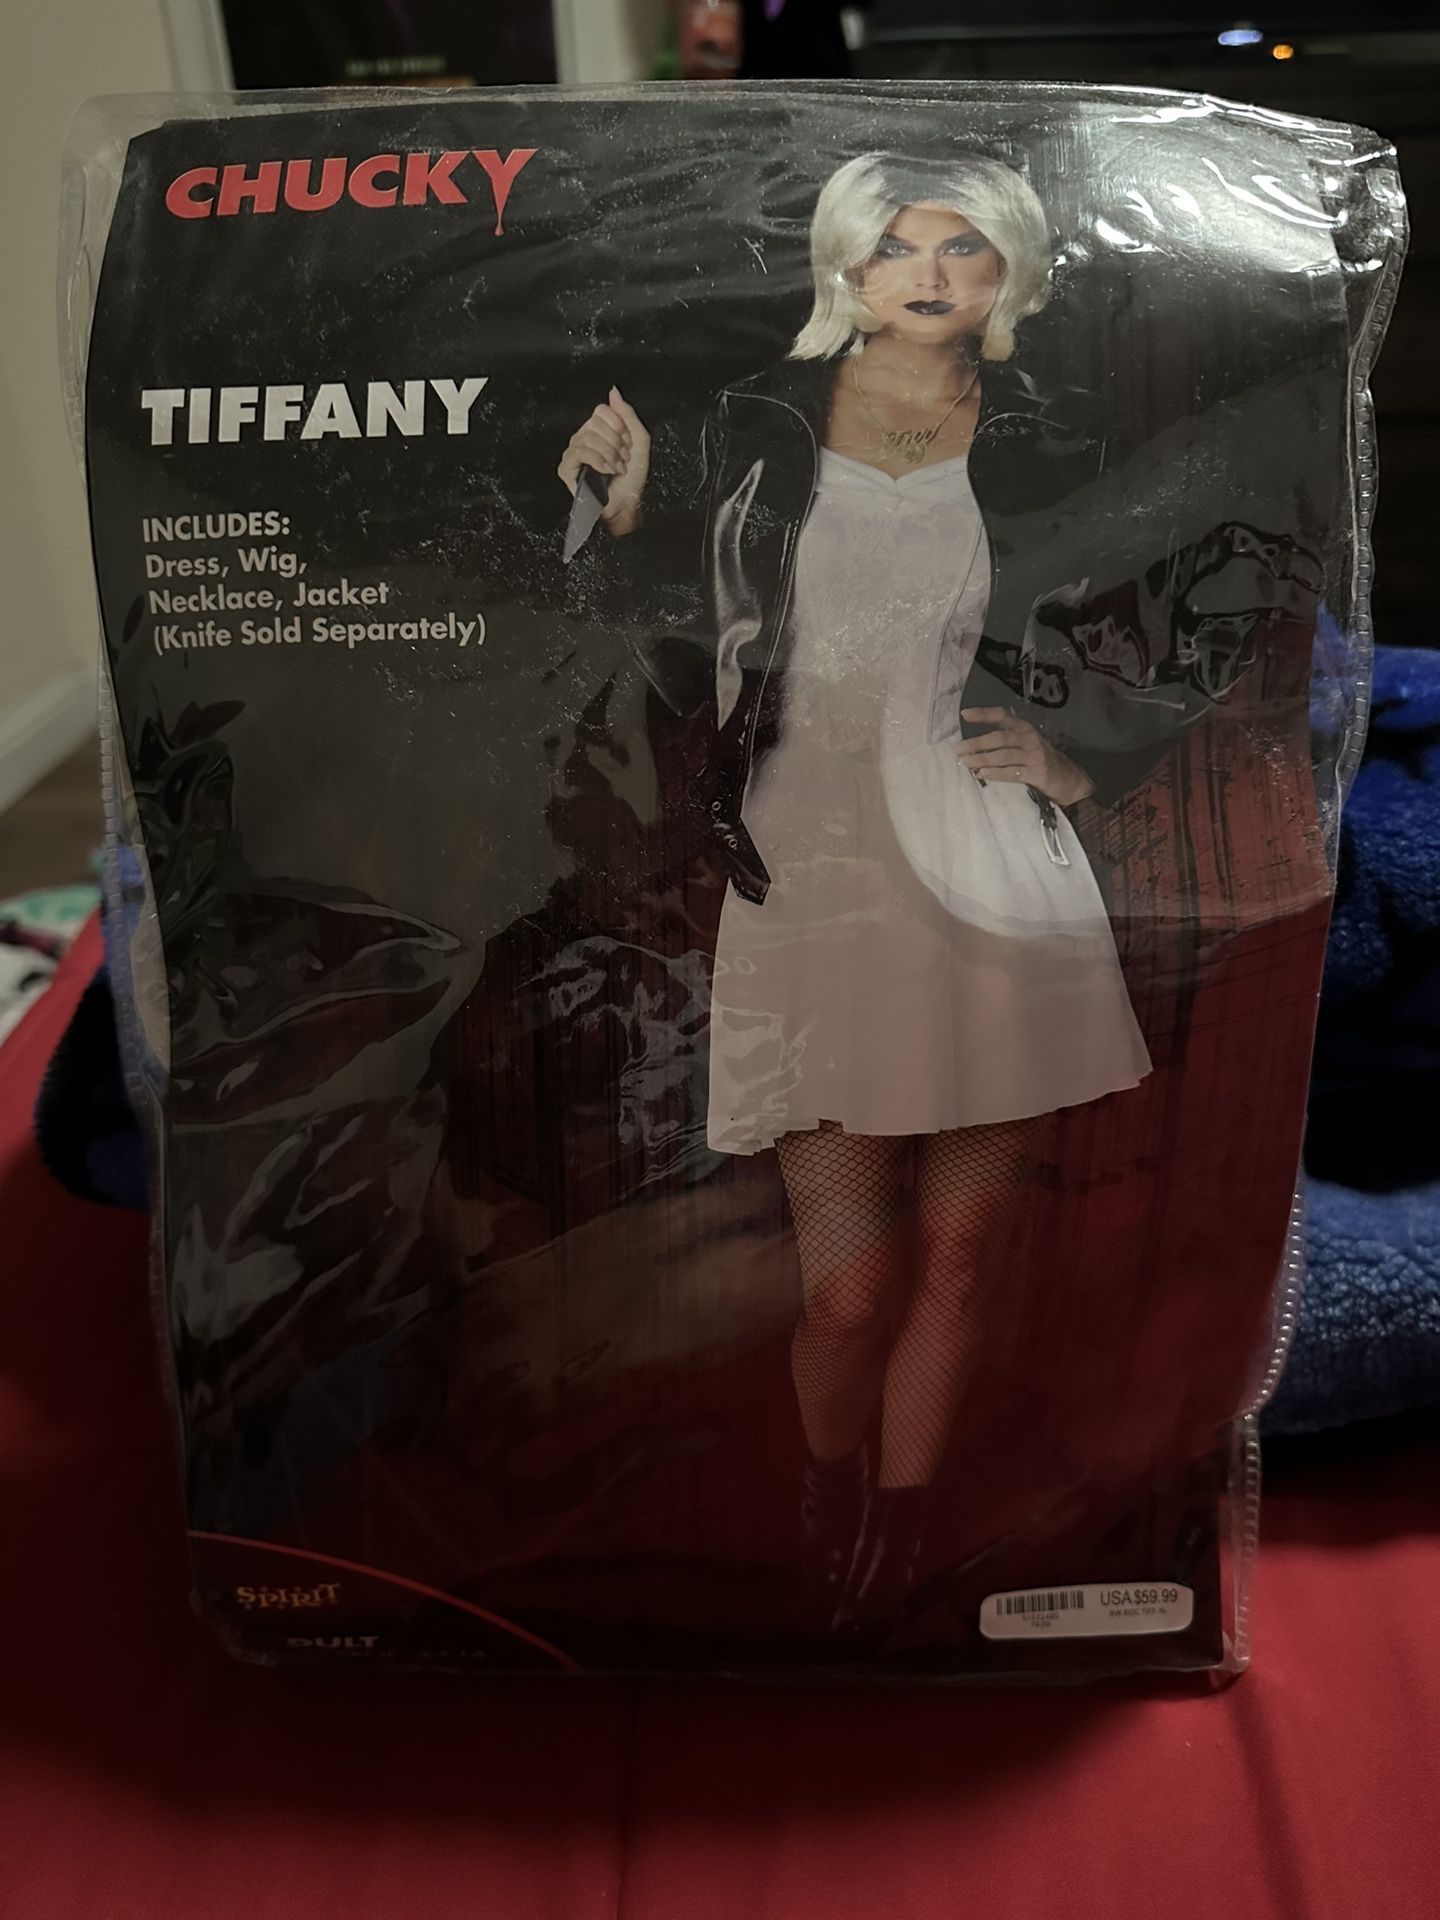 CHUCKY
TIFFANY
INCLUDES:
Dress, Wig,
Necklace, Jacket
(Knife Sold Separately)
SPIRIT
USA $59.99